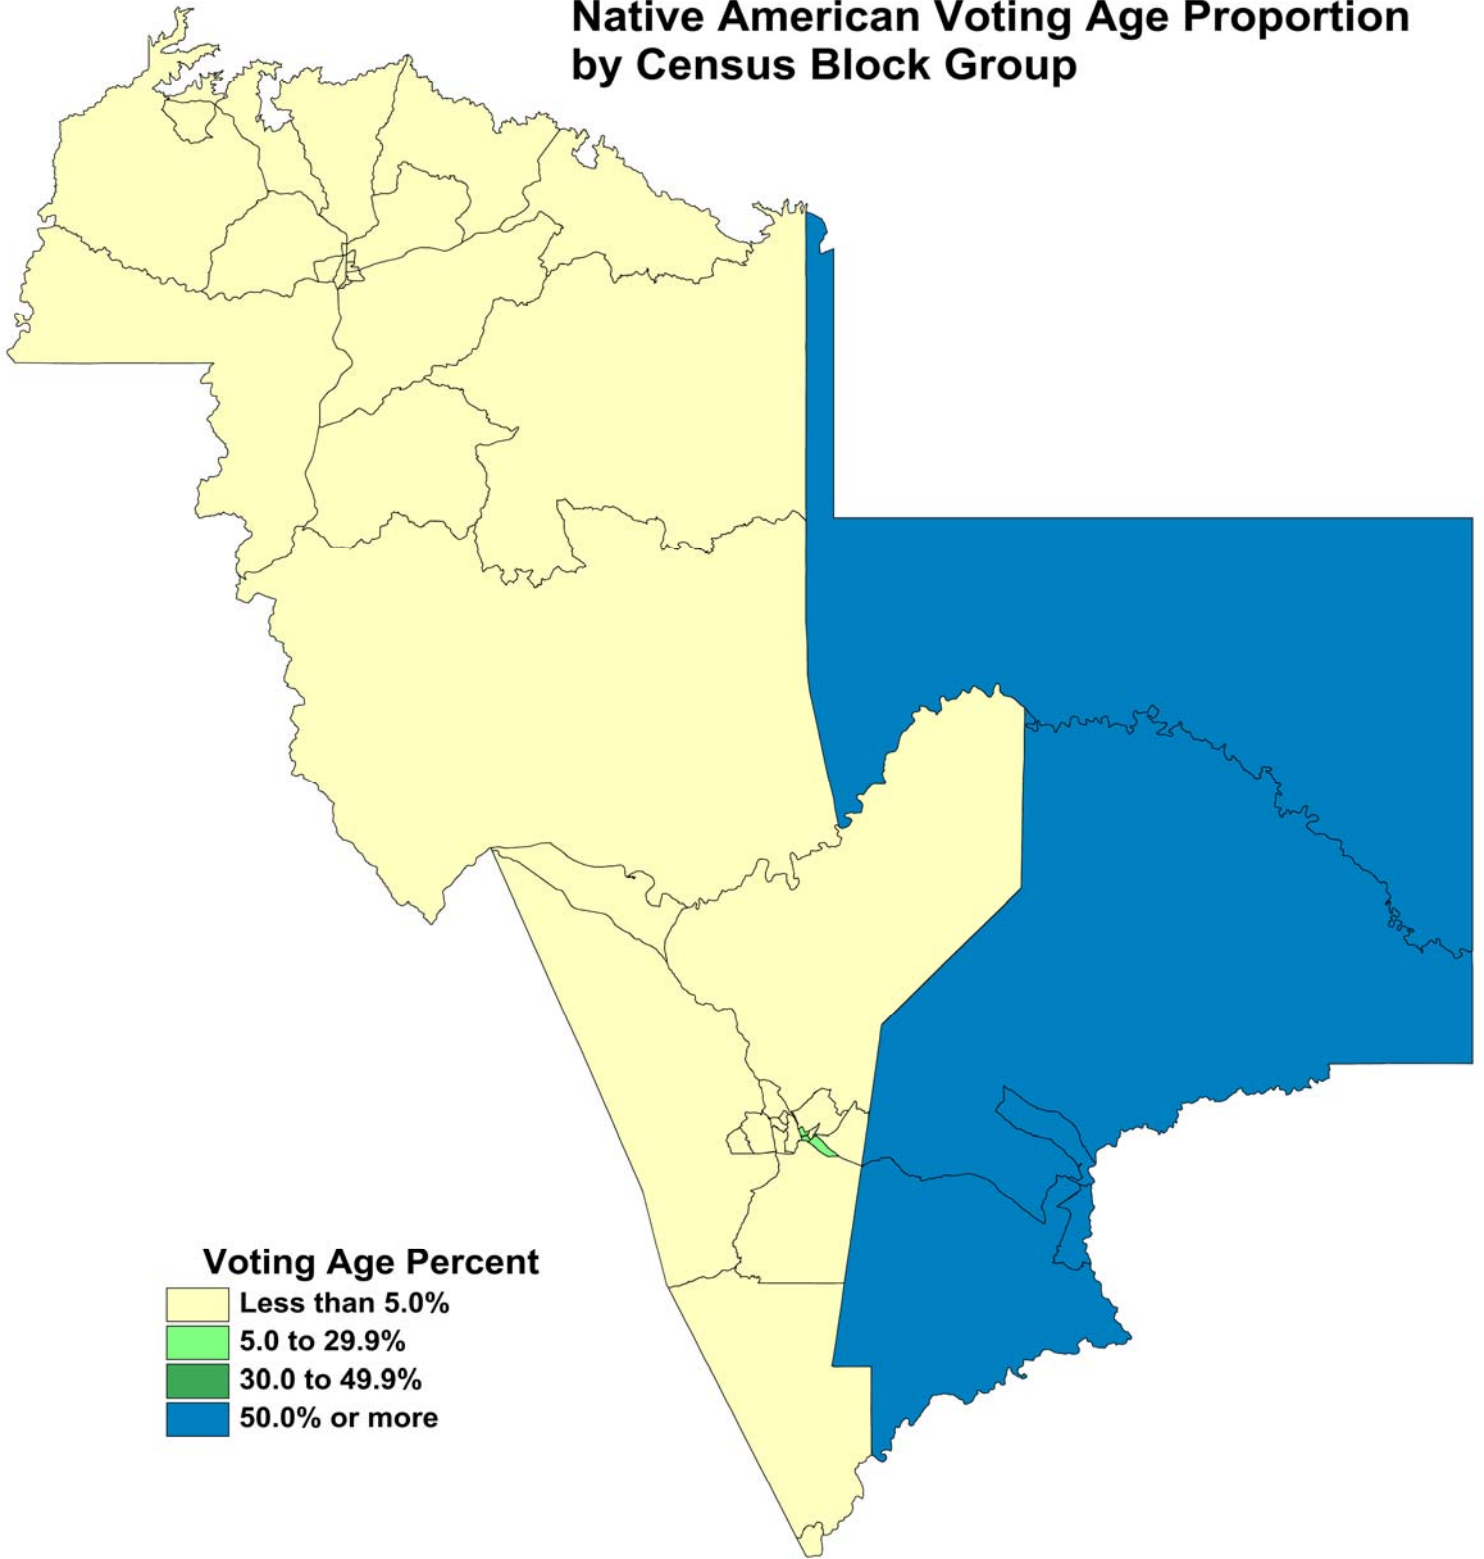 Native American Voting Age Proportion
by Census Block Group
Voting Age Percent
Less than 5.0%
5.0 to 29.9%
30.0 to 49.9%
50.0% or more